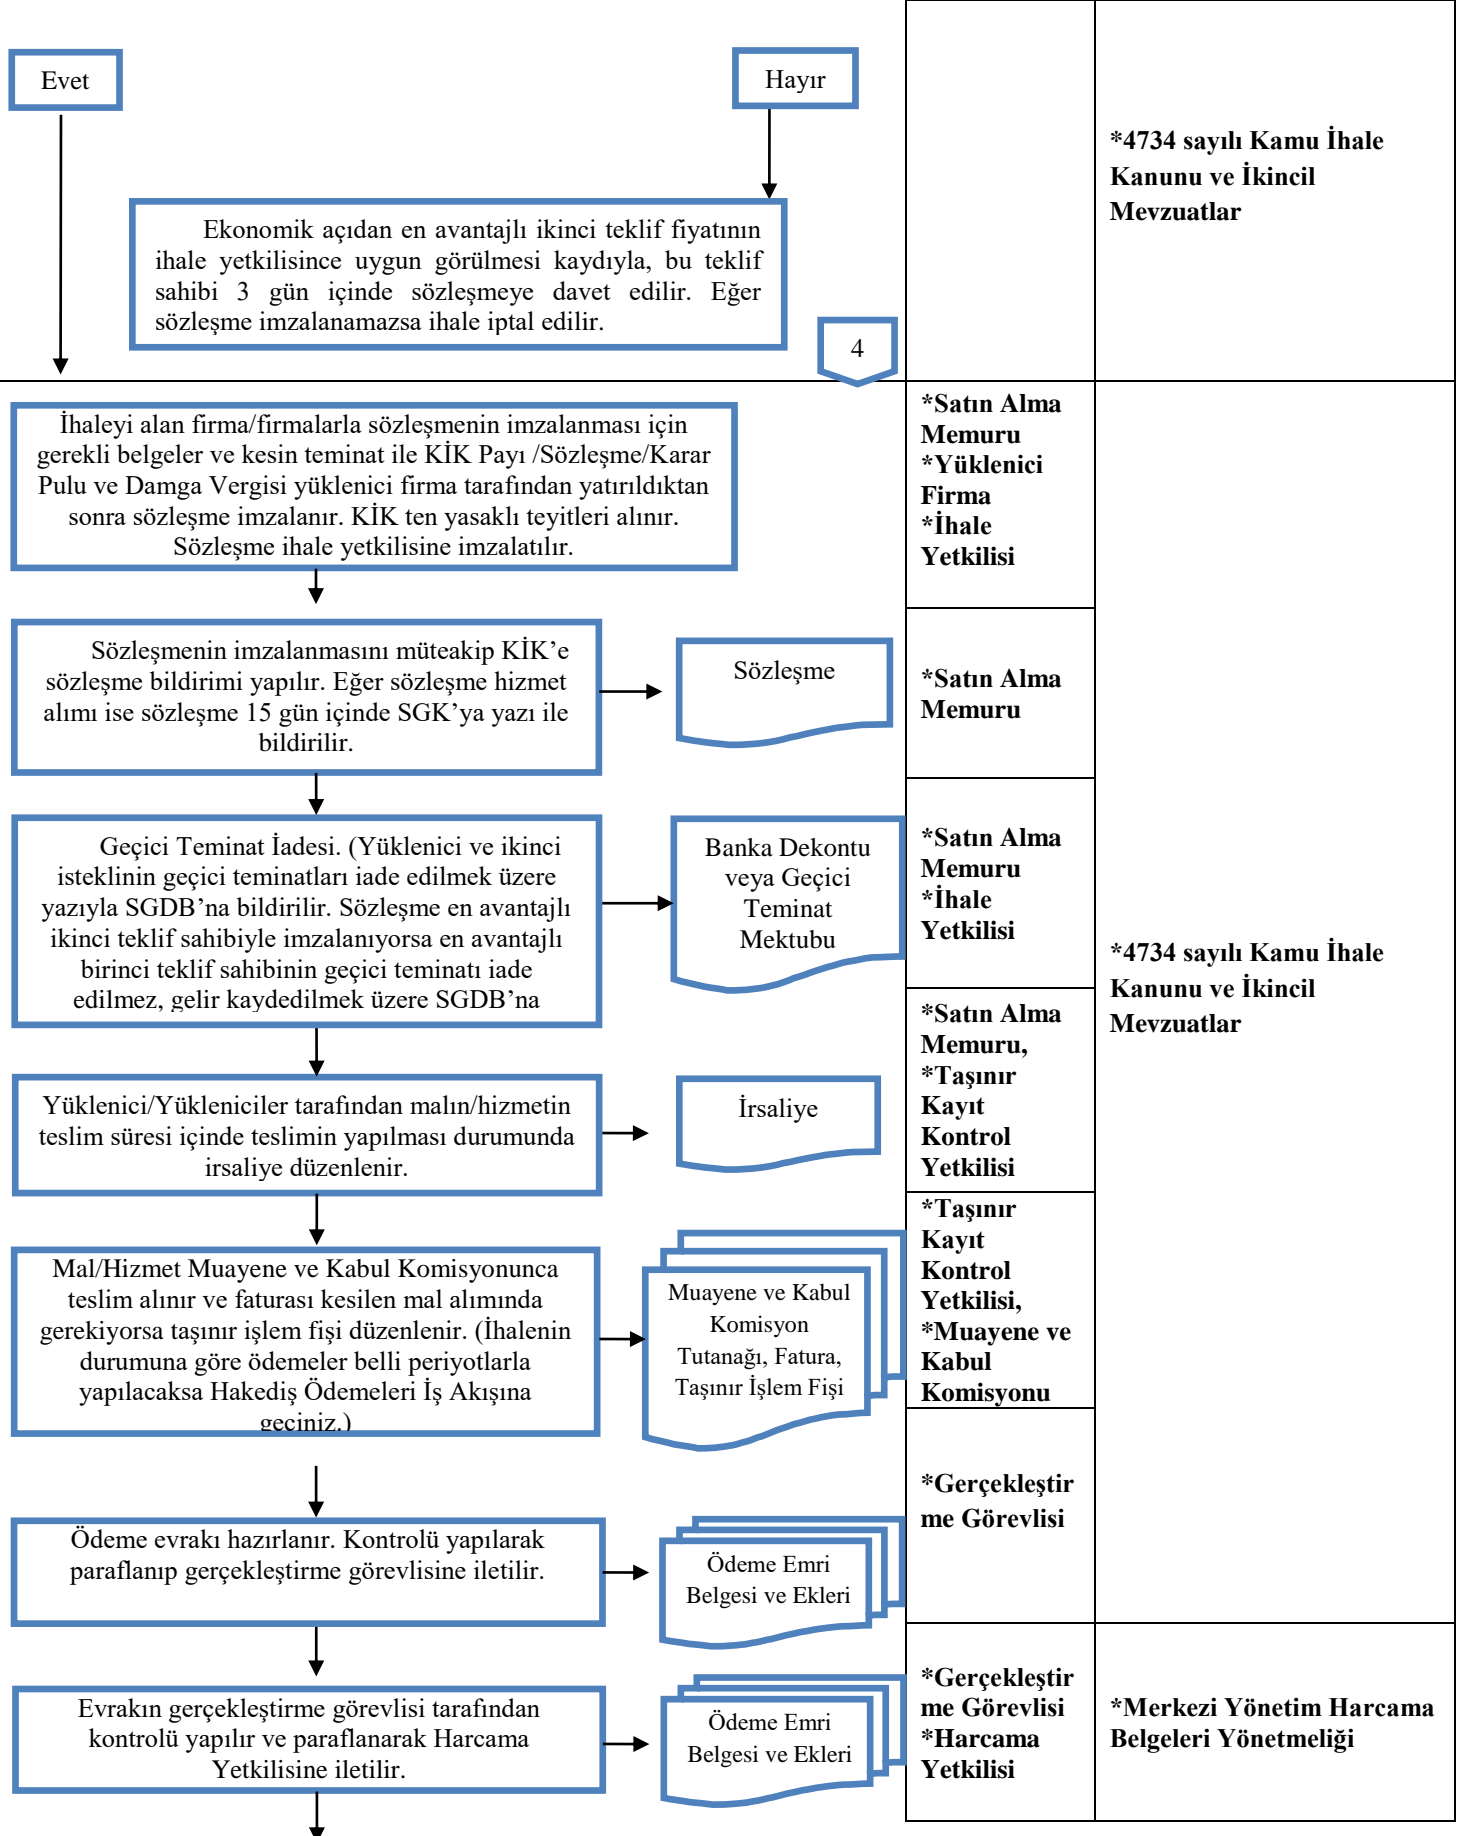 Evet
Hayır
*4734 sayılı Kamu İhale
Kanunu ve İkincil
Mevzuatlar
Ekonomik açıdan en avantajlı ikinci teklif fiyatının
ihale yetkilisince uygun görülmesi kaydıyla, bu teklif
sahibi 3 gün içinde sözleşmeye davet edilir. Eğer
sözleşme imzalanamazsa ihale iptal edilir.
4
İhaleyi alan firma/firmalarla sözleşmenin imzalanması için
gerekli belgeler ve kesin teminat ile KİK Payı /Sözleşme/Karar
Pulu ve Damga Vergisi yüklenici firma tarafından yatırıldıktan
sonra sözleşme imzalanır. KİK ten yasaklı teyitleri alınır.
Sözleşme ihale yetkilisine imzalatılır.
*Satın Alma
Memuru
*Yüklenici
Firma
*İhale
Yetkilisi
Sözleşmenin imzalanmasını müteakip KİK’e
sözleşme bildirimi yapılır. Eğer sözleşme hizmet
alımı ise sözleşme 15 gün içinde SGK’ya yazı ile
bildirilir.
Sözleşme
*Satın Alma
Memuru
Geçici Teminat İadesi. (Yüklenici ve ikinci
isteklinin geçici teminatları iade edilmek üzere
yazıyla SGDB’na bildirilir. Sözleşme en avantajlı
ikinci teklif sahibiyle imzalanıyorsa en avantajlı
birinci teklif sahibinin geçici teminatı iade
edilmez, gelir kaydedilmek üzere SGDB’na
Banka Dekontu
veya Geçici
Teminat
Mektubu
*Satın Alma
Memuru
*İhale
Yetkilisi
*4734 sayılı Kamu İhale
Kanunu ve İkincil
Mevzuatlar
Yüklenici/Yükleniciler tarafından malın/hizmetin
teslim süresi içinde teslimin yapılması durumunda
irsaliye düzenlenir.
İrsaliye
*Satın Alma
Memuru,
*Taşınır
Kayıt
Kontrol
Yetkilisi
Mal/Hizmet Muayene ve Kabul Komisyonunca
teslim alınır ve faturası kesilen mal alımında
gerekiyorsa taşınır işlem fişi düzenlenir. (İhalenin
durumuna göre ödemeler belli periyotlarla
yapılacaksa Hakediş Ödemeleri İş Akışına
geçiniz.)
Muayene ve Kabul
Komisyon
Tutanağı, Fatura,
Taşınır İşlem Fişi
*Taşınır
Kayıt
Kontrol
Yetkilisi,
*Muayene ve
Kabul
Komisyonu
Ödeme evrakı hazırlanır. Kontrolü yapılarak
paraflanıp gerçekleştirme görevlisine iletilir.
Ödeme Emri
Belgesi ve Ekleri
*Gerçekleştir
me Görevlisi
Evrakın gerçekleştirme görevlisi tarafından
kontrolü yapılır ve paraflanarak Harcama
Yetkilisine iletilir.
Ödeme Emri
Belgesi ve Ekleri
*Gerçekleştir
me Görevlisi
*Harcama
Yetkilisi
*Merkezi Yönetim Harcama
Belgeleri Yönetmeliği